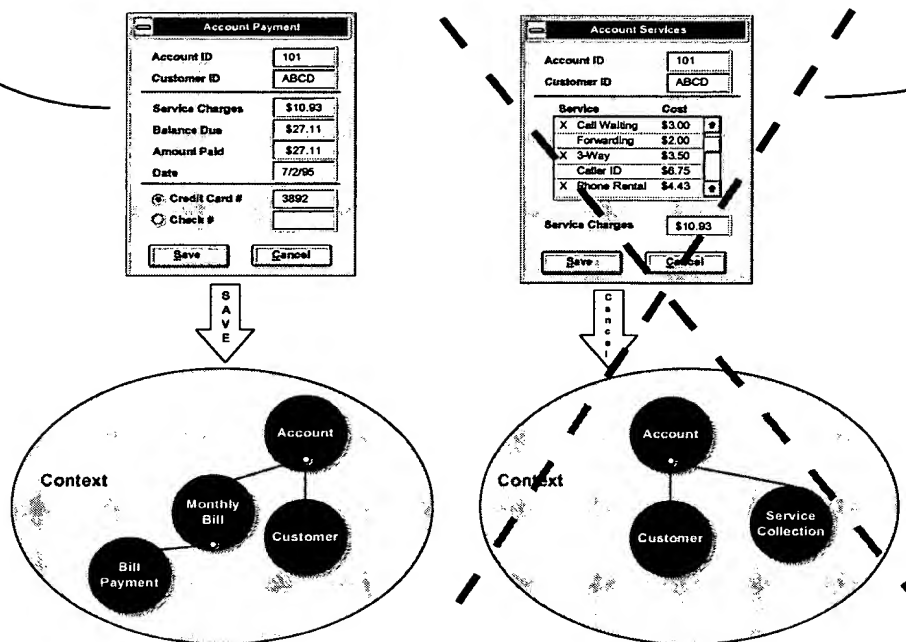 Account Payment
Account ID 101
Customer ID ABCD
Service Charges $10.93
Balance Due $27.11
Amount Paid $27.11
Date 7/2/95
Credit Card # 3892
Check #
Save Cancel
SAVE
Context
Account
Monthly
Bill
Customer
Bill
Payment
Account Services
Account ID 101
Customer ID ABCD
Service Cost
X Call Waiting $3.00
Forwarding $2.00
X 3-Way $3.50
Caller ID $6.75
X Phone Rental $4.43
Service Charges $10.93
Save Cancel
Cancel
Context
Account
Customer
Service
Collection